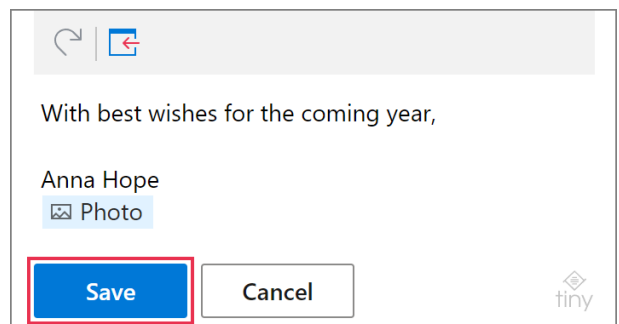 With best wishes for the coming year,
Anna Hope
Photo
Save Cancel
tiny